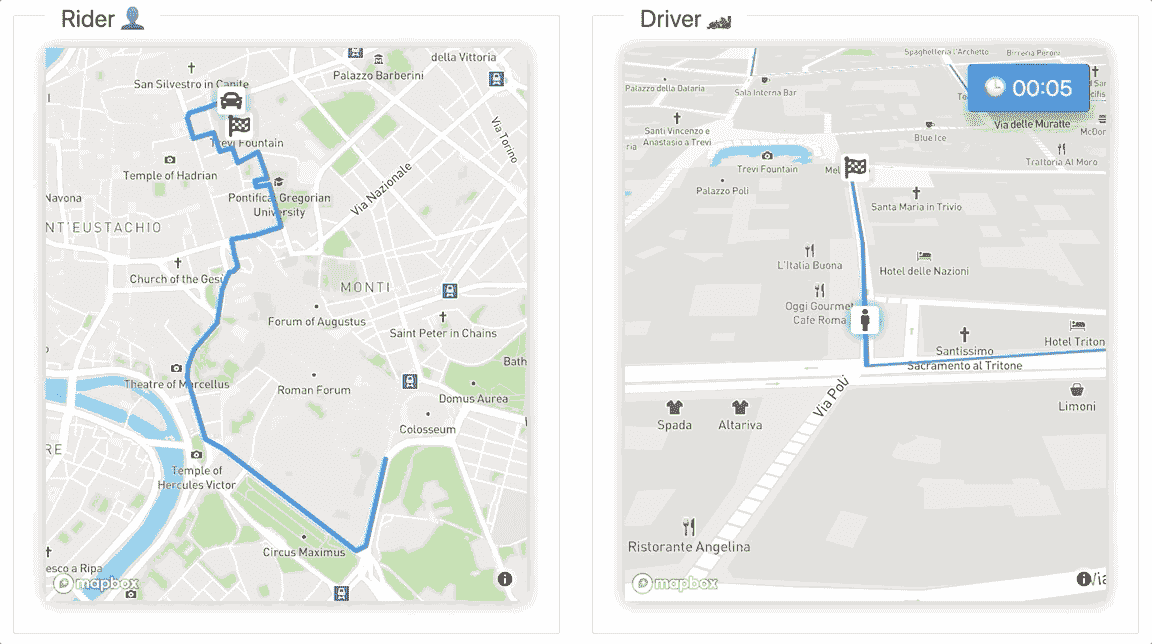 Rider
della Vittoria
Palazzo Barberini
San Silvestro in Capite
Via Torino
Trevi Fountain
Temple of Hadrian
Pontifical Gregorian
University
Via Nazionale
Navona
NT'EUSTACHIO
Church of the Gesù
MONTI
Forum of Augustus
Saint Peter in Chains
Bath
Theatre of Marcellus
Roman Forum
Domus Aurea
Colosseum
RE
Temple of
Hercules Victor
Circus Maximus
esco a Ripa
mapbox
Driver
Spaghetteria L'Archetto
Birreria Peroni
Palazzo della Dataria
Sala Interna Bar
00:05
Via delle Muratte
McDor
Santi Vincenzo e
Anastasio a Trevi
ria
Blue Ice
Trattoria Al Moro
Trevi Fountain
Mel
Palazzo Poli
Santa Maria in Trivio
L'Italia Buona
Hotel delle Nazioni
Oggi Gourmet
Cafe Roma
Santissimo
Sacramento al Tritone
Hotel Triton
Via Poli
Limoni
Spada
Altariva
Ristorante Angelina
mapbox
Via